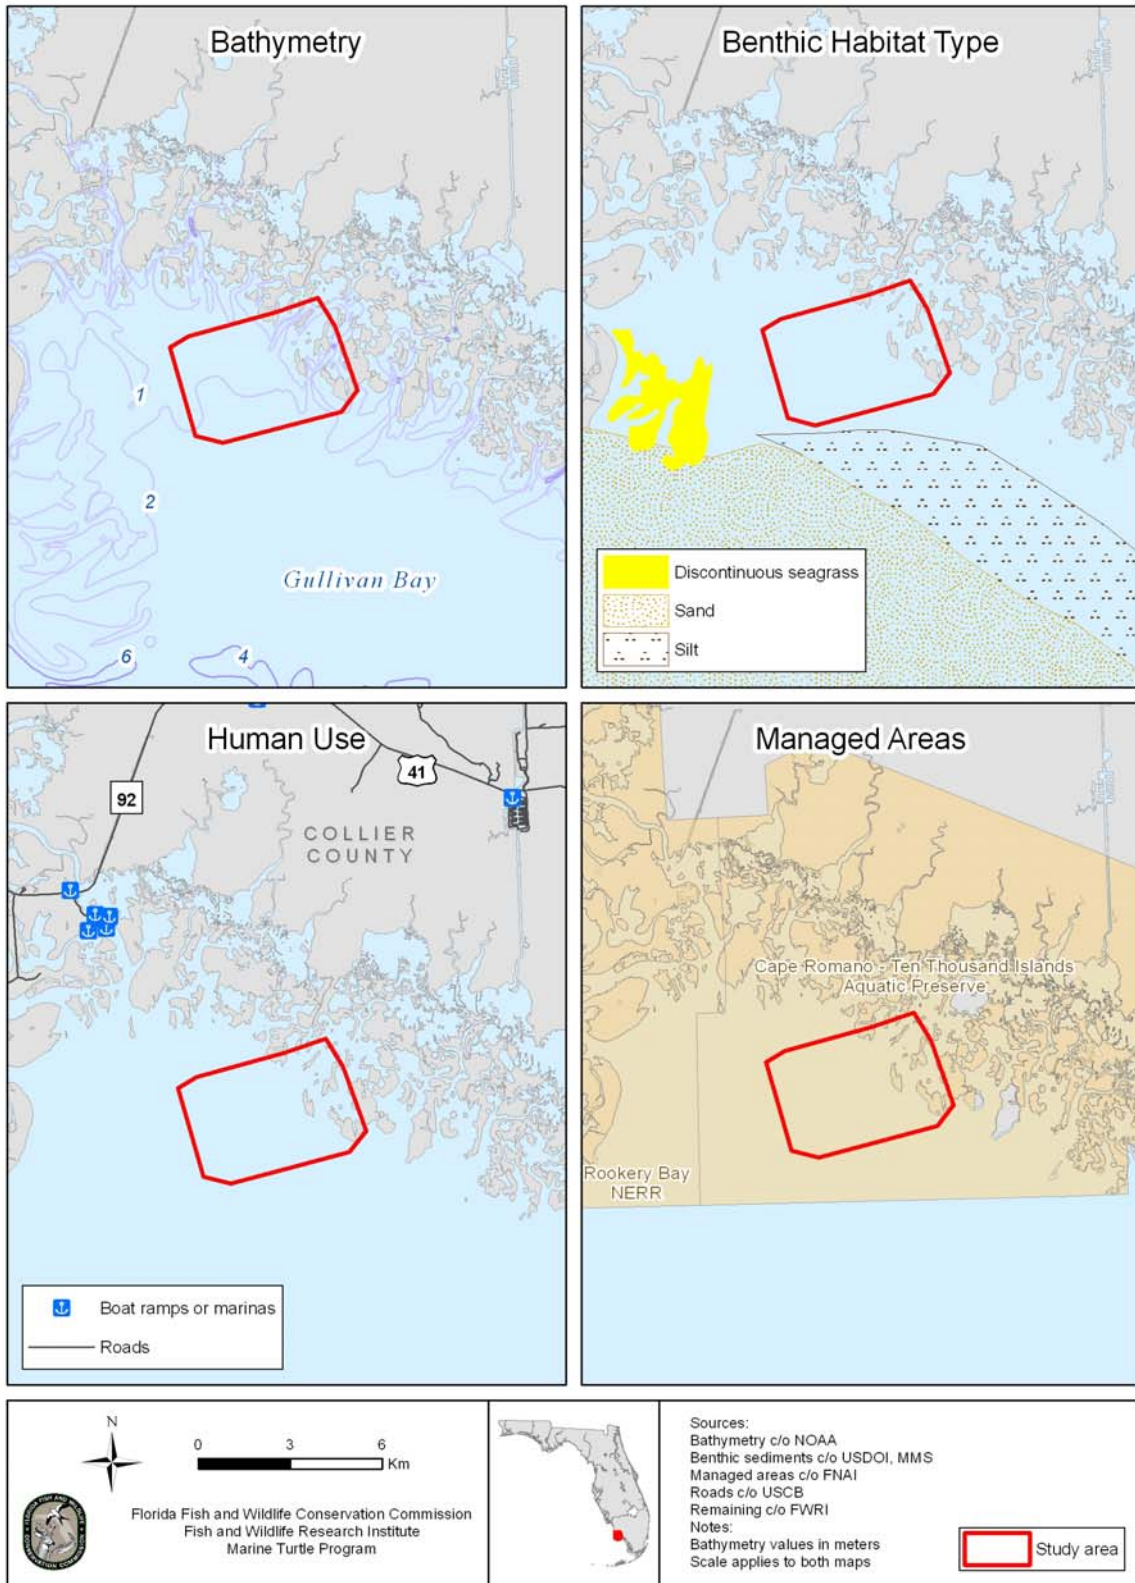 Bathymetry
1
2
Gullivan Bay
6
4
Benthic Habitat Type
Discontinuous seagrass
Sand
Silt
Human Use
92
41
COLLIER
COUNTY
Boat ramps or marinas
Roads
Managed Areas
Cape Romano - Ten Thousand Islands
Aquatic Preserve
Rookery Bay
NERR
N
0 3 6
Km
Florida Fish and Wildlife Conservation Commission
Fish and Wildlife Research Institute
Marine Turtle Program
Sources:
Bathymetry c/o NOAA
Benthic sediments c/o USDOI, MMS
Managed areas c/o FNAI
Roads c/o USCB
Remaining c/o FWRI
Notes:
Bathymetry values in meters
Scale applies to both maps
Study area